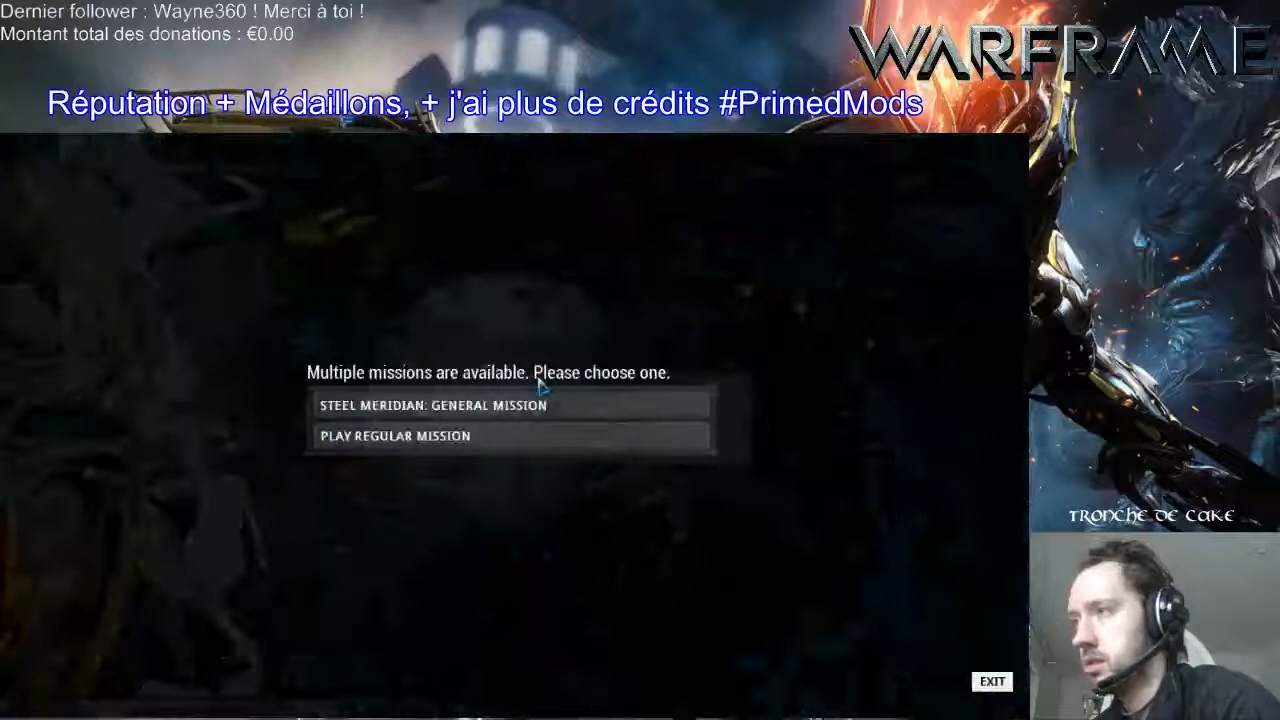 Dernier follower : Wayne360 ! Merci à toi !
Montant total des donations : €0.00
WARFRAME
Réputation + Médaillons, + j'ai plus de crédits #PrimedMods
Multiple missions are available. Please choose one.
STEEL MERIDIAN: GENERAL MISSION
PLAY REGULAR MISSION
TRONCHE DE CAKE
EXIT